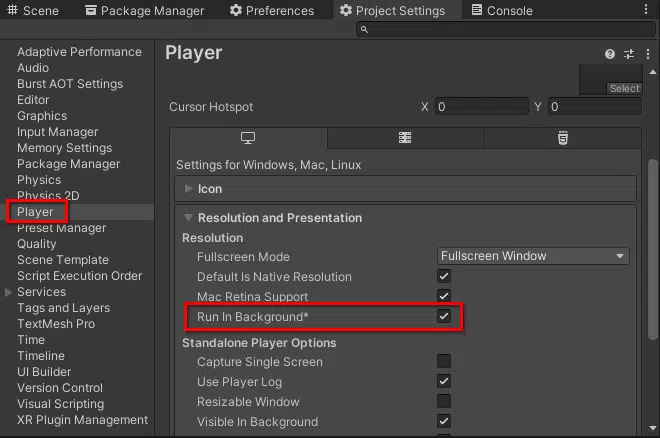 Scene Package Manager Preferences Project Settings Console
Player
Adaptive Performance
Audio
Burst AOT Settings
Editor
Graphics
Input Manager
Memory Settings
Package Manager
Physics
Physics 2D
Player
Preset Manager
Quality
Scene Template
Script Execution Order
Services
Tags and Layers
TextMesh Pro
Time
Timeline
UI Builder
Version Control
Visual Scripting
XR Plugin Management
Select
Cursor Hotspot X 0 Y 0
Settings for Windows, Mac, Linux
Icon
Resolution and Presentation
Resolution
Fullscreen Mode Fullscreen Window
Default Is Native Resolution
Mac Retina Support
Run In Background*
Standalone Player Options
Capture Single Screen
Use Player Log
Resizable Window
Visible In Background